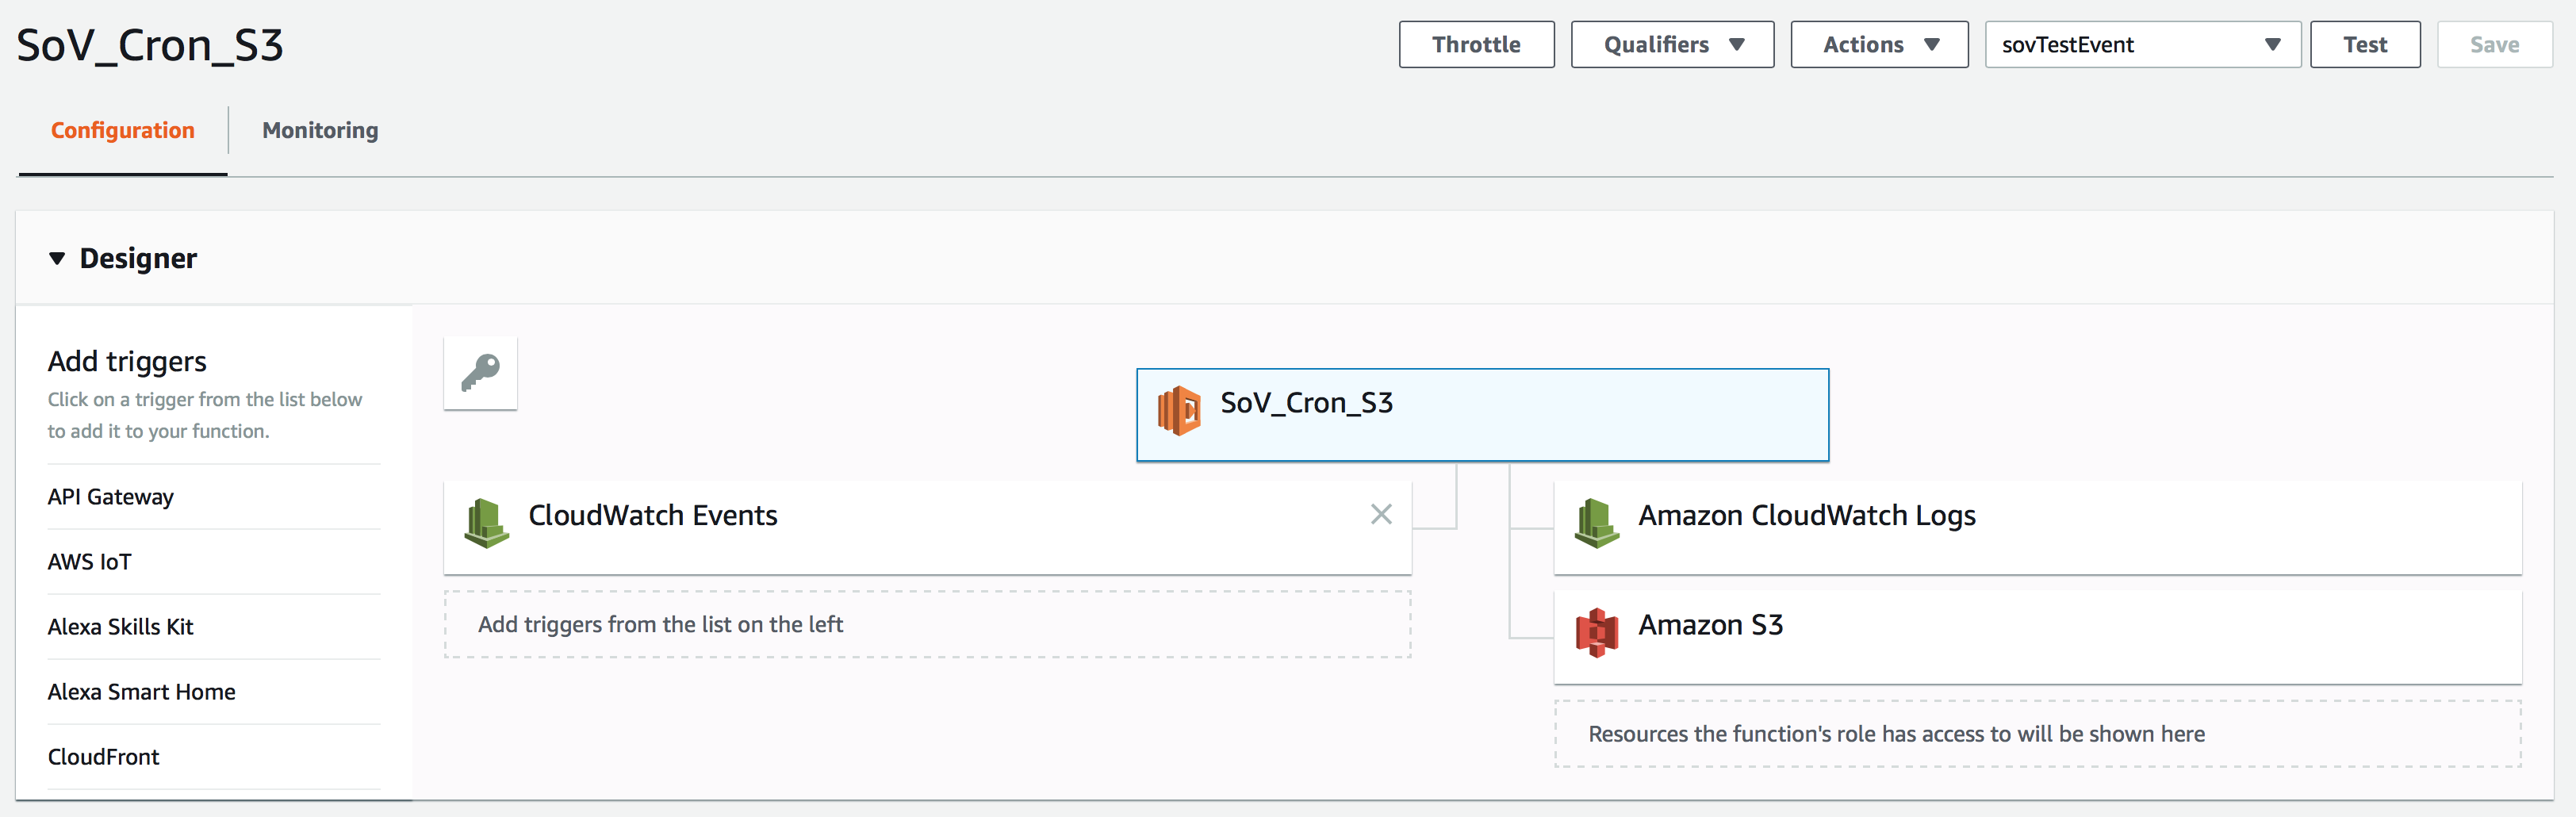 SoV_Cron_S3
Throttle
Qualifiers
Actions
sovTestEvent
Test
Save
Configuration
Monitoring
Designer
Add triggers
Click on a trigger from the list below
to add it to your function.
API Gateway
AWS IoT
Alexa Skills Kit
Alexa Smart Home
CloudFront
SoV_Cron_S3
CloudWatch Events
Add triggers from the list on the left
Amazon CloudWatch Logs
Amazon S3
Resources the function's role has access to will be shown here